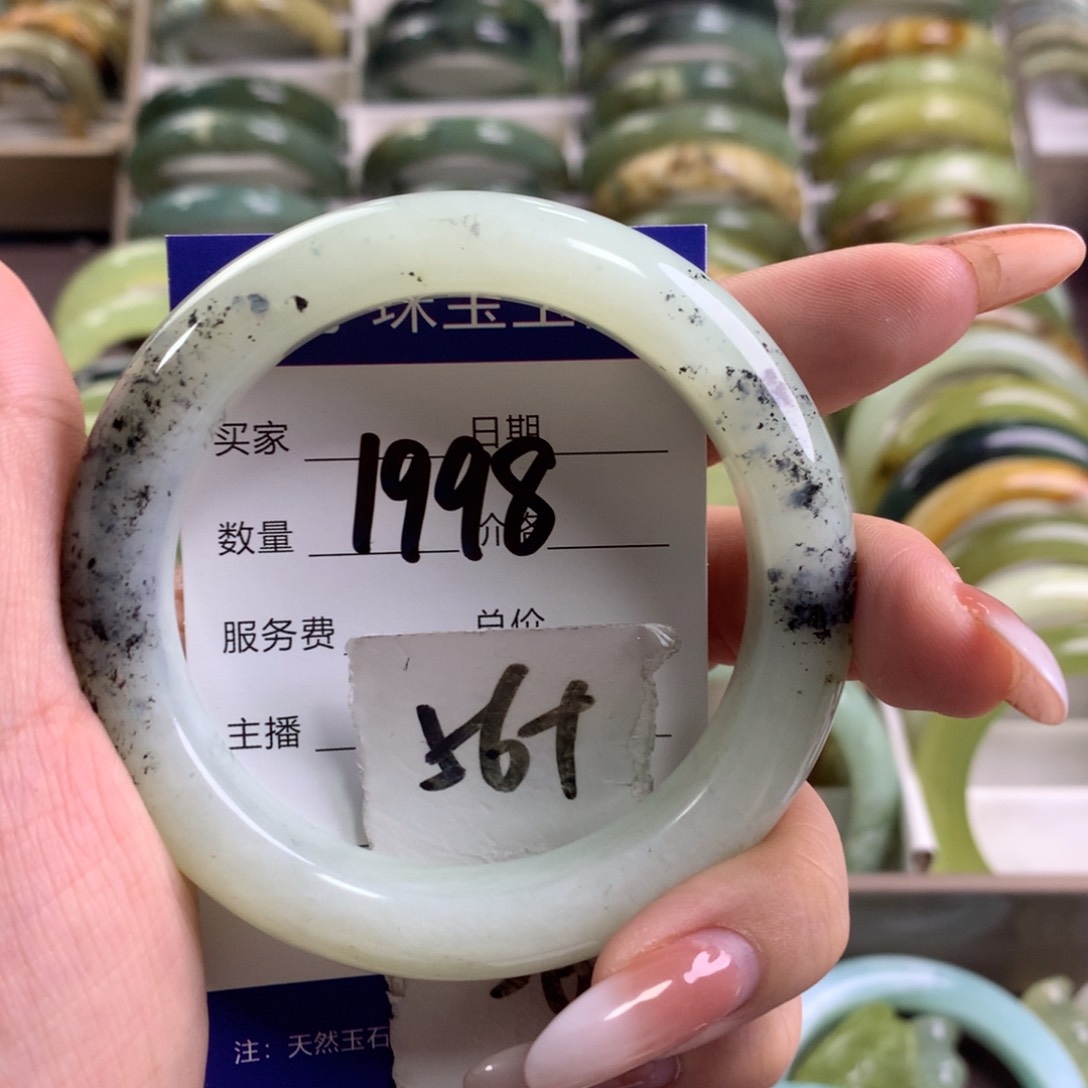 珠宝玉
买家 日期
1998
数量 价格
服务费 总价
主播
注：天然玉石